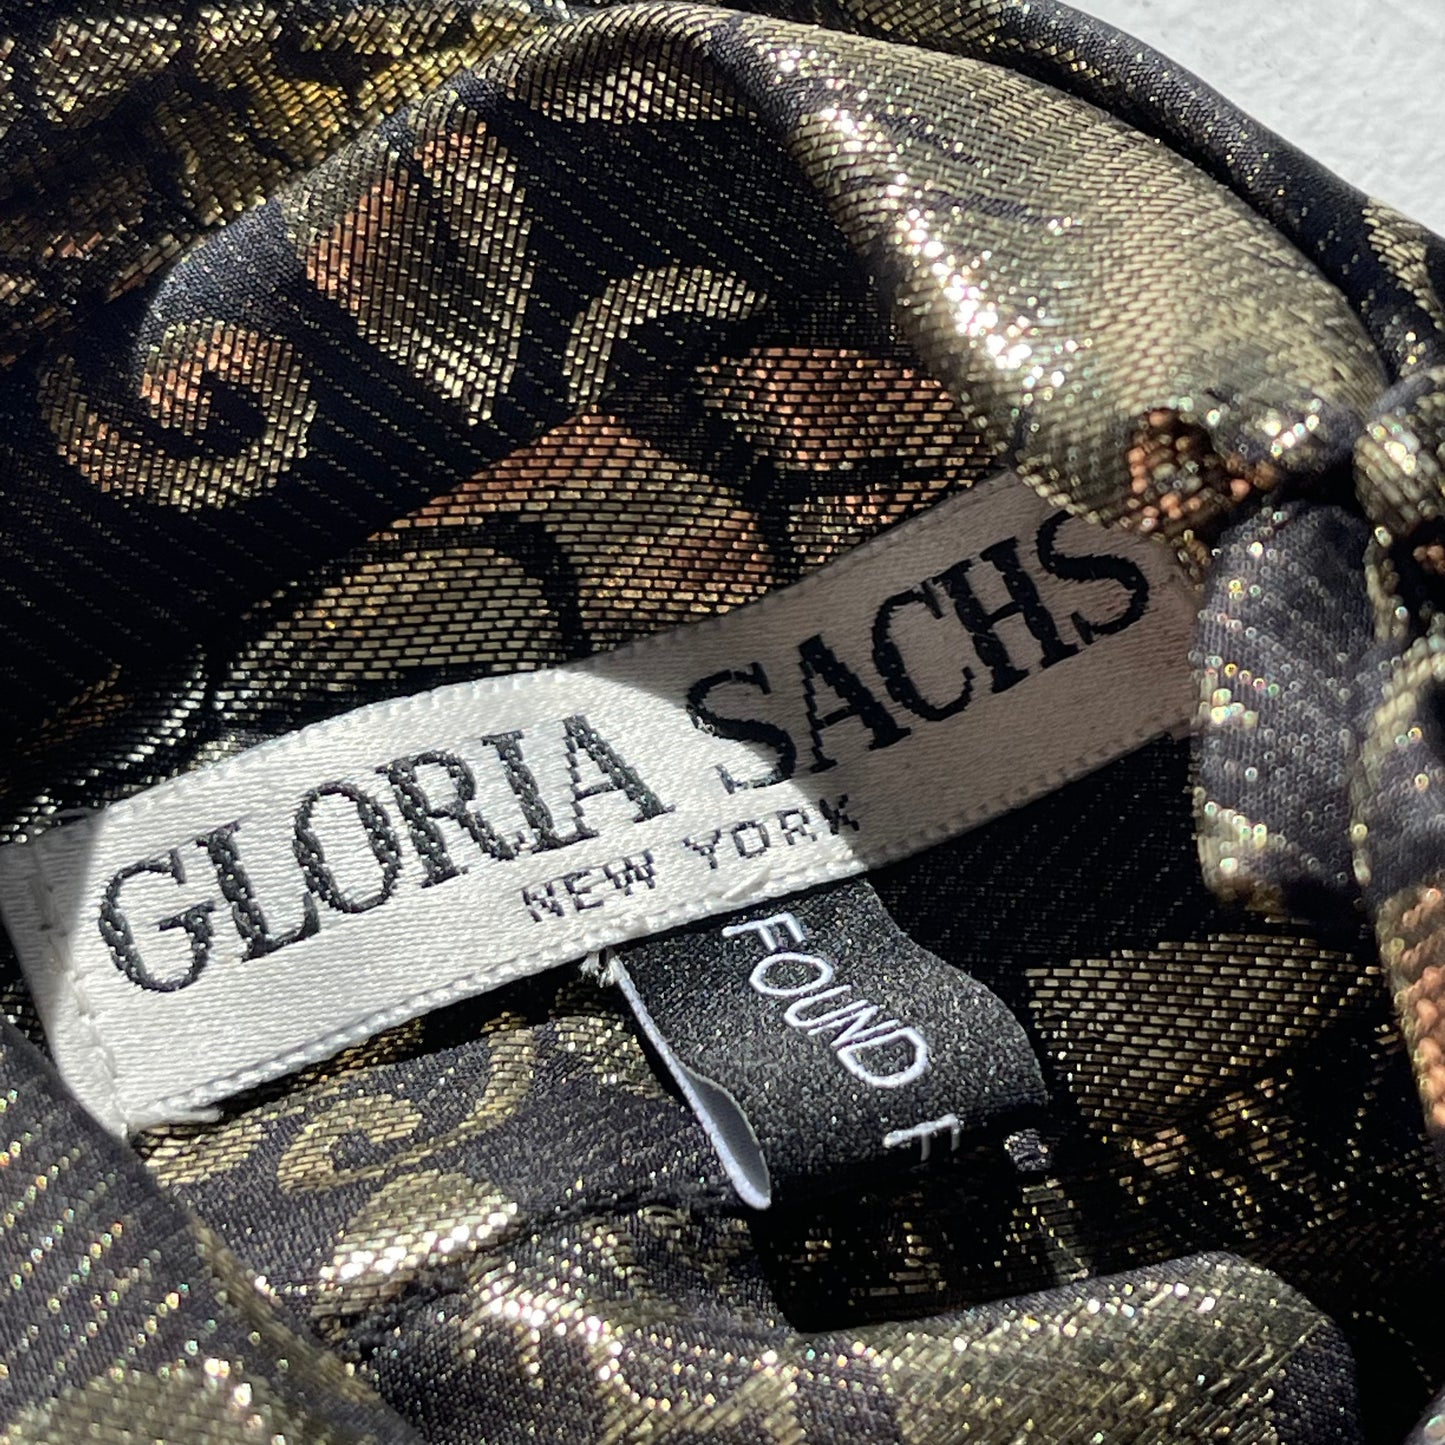 GLORIA SACHS
NEW YORK
FOUND F